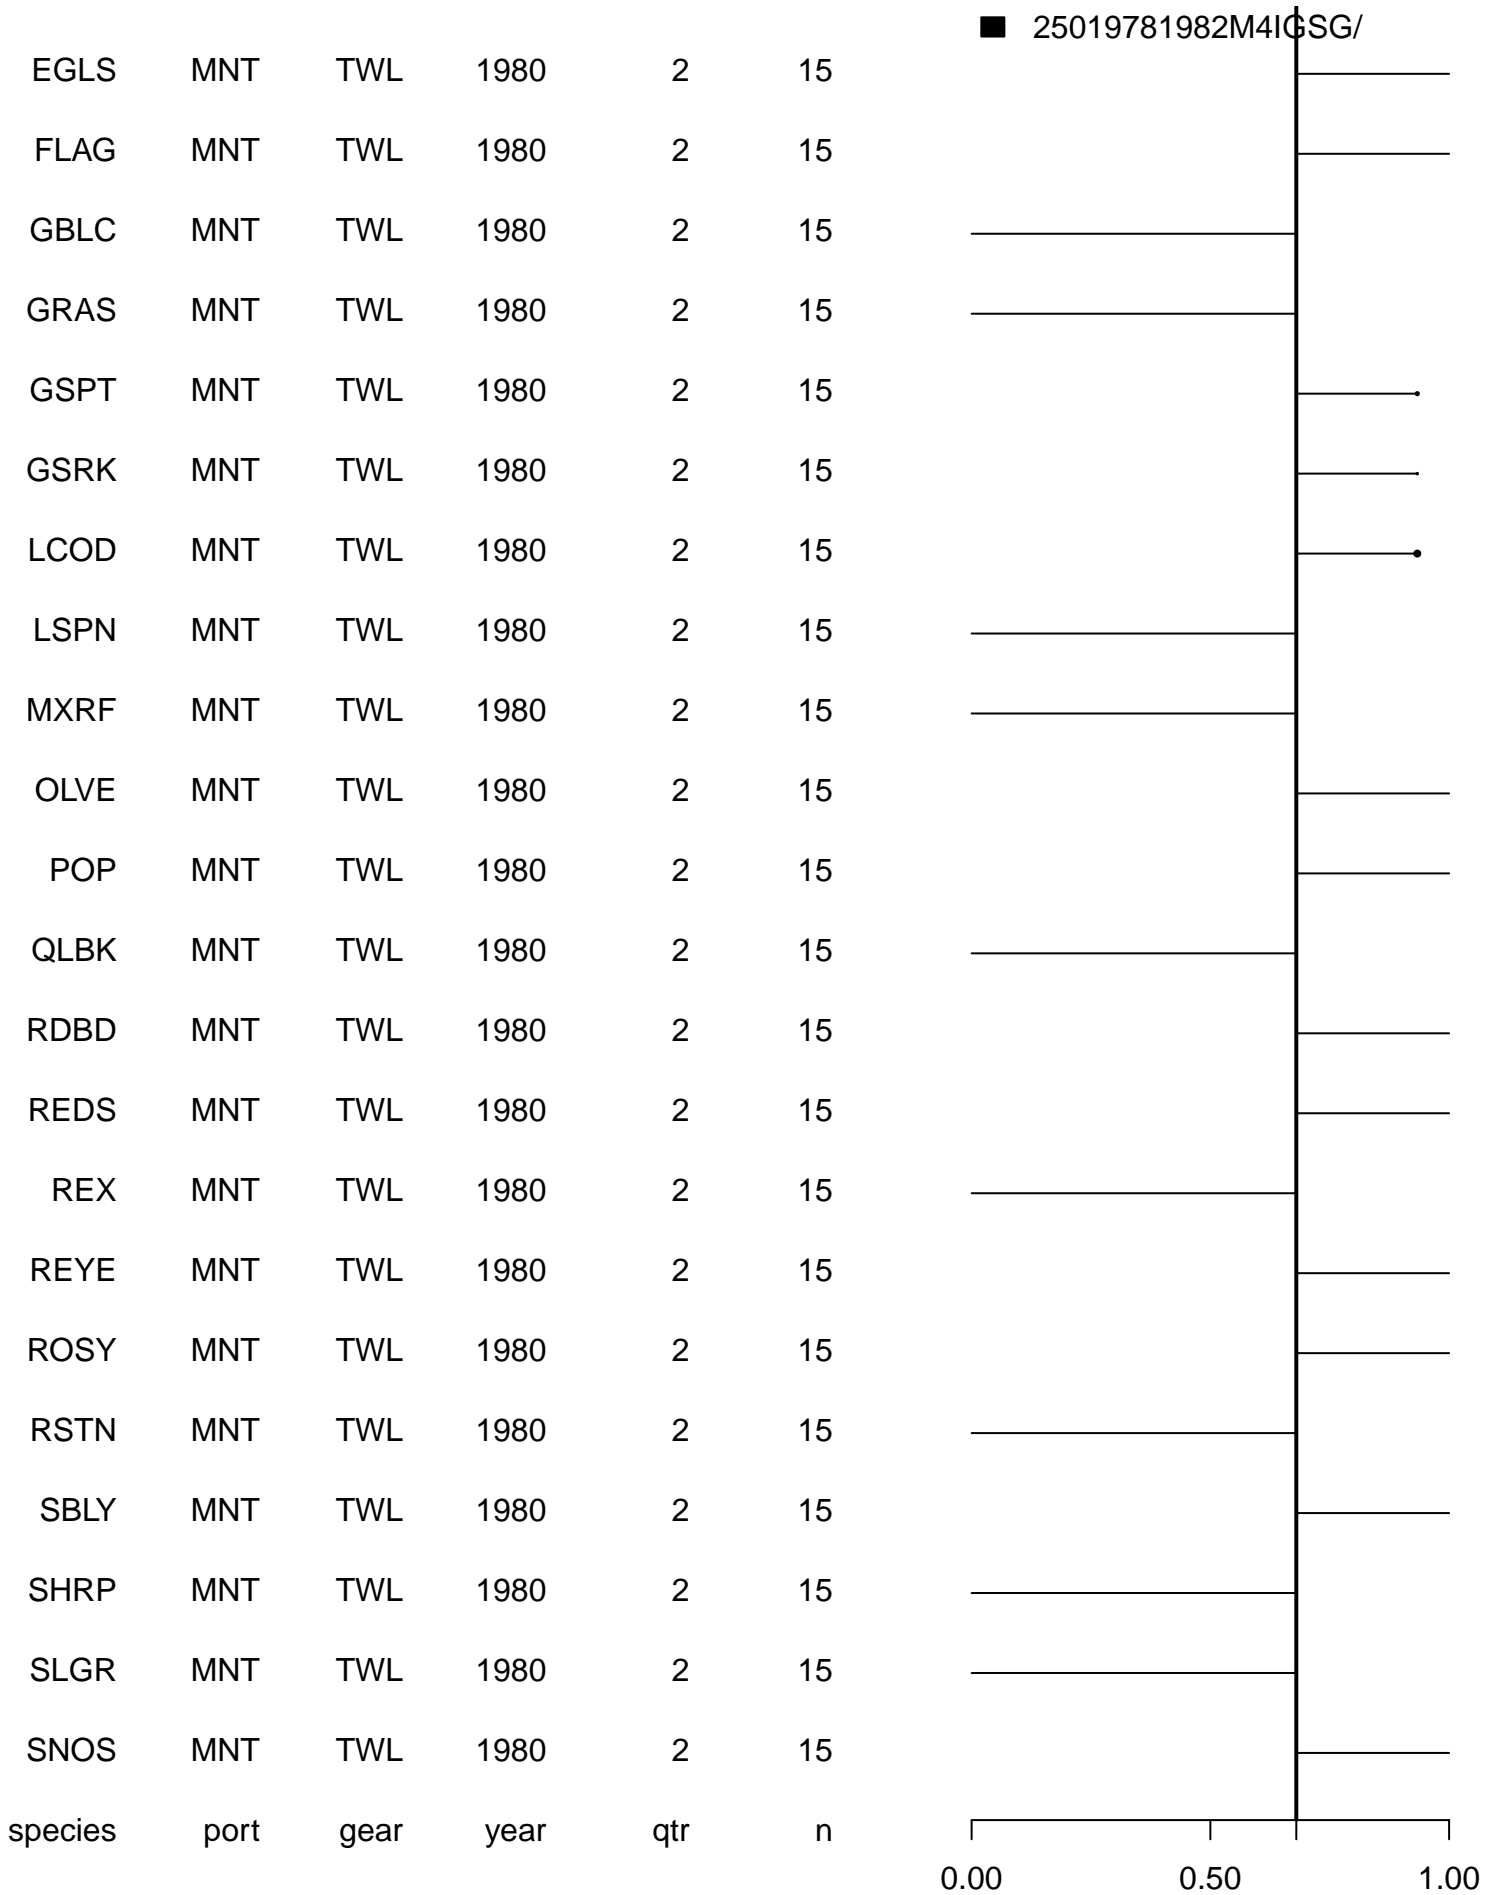 25019781982M4IGSG/
EGLS MNT TWL 1980 2 15
FLAG MNT TWL 1980 2 15
GBLC MNT TWL 1980 2 15
GRAS MNT TWL 1980 2 15
GSPT MNT TWL 1980 2 15
GSRK MNT TWL 1980 2 15
LCOD MNT TWL 1980 2 15
LSPN MNT TWL 1980 2 15
MXRF MNT TWL 1980 2 15
OLVE MNT TWL 1980 2 15
POP MNT TWL 1980 2 15
QLBK MNT TWL 1980 2 15
RDBD MNT TWL 1980 2 15
REDS MNT TWL 1980 2 15
REX MNT TWL 1980 2 15
REYE MNT TWL 1980 2 15
ROSY MNT TWL 1980 2 15
RSTN MNT TWL 1980 2 15
SBLY MNT TWL 1980 2 15
SHRP MNT TWL 1980 2 15
SLGR MNT TWL 1980 2 15
SNOS MNT TWL 1980 2 15
species port gear year qtr n
0.00 0.50 1.00